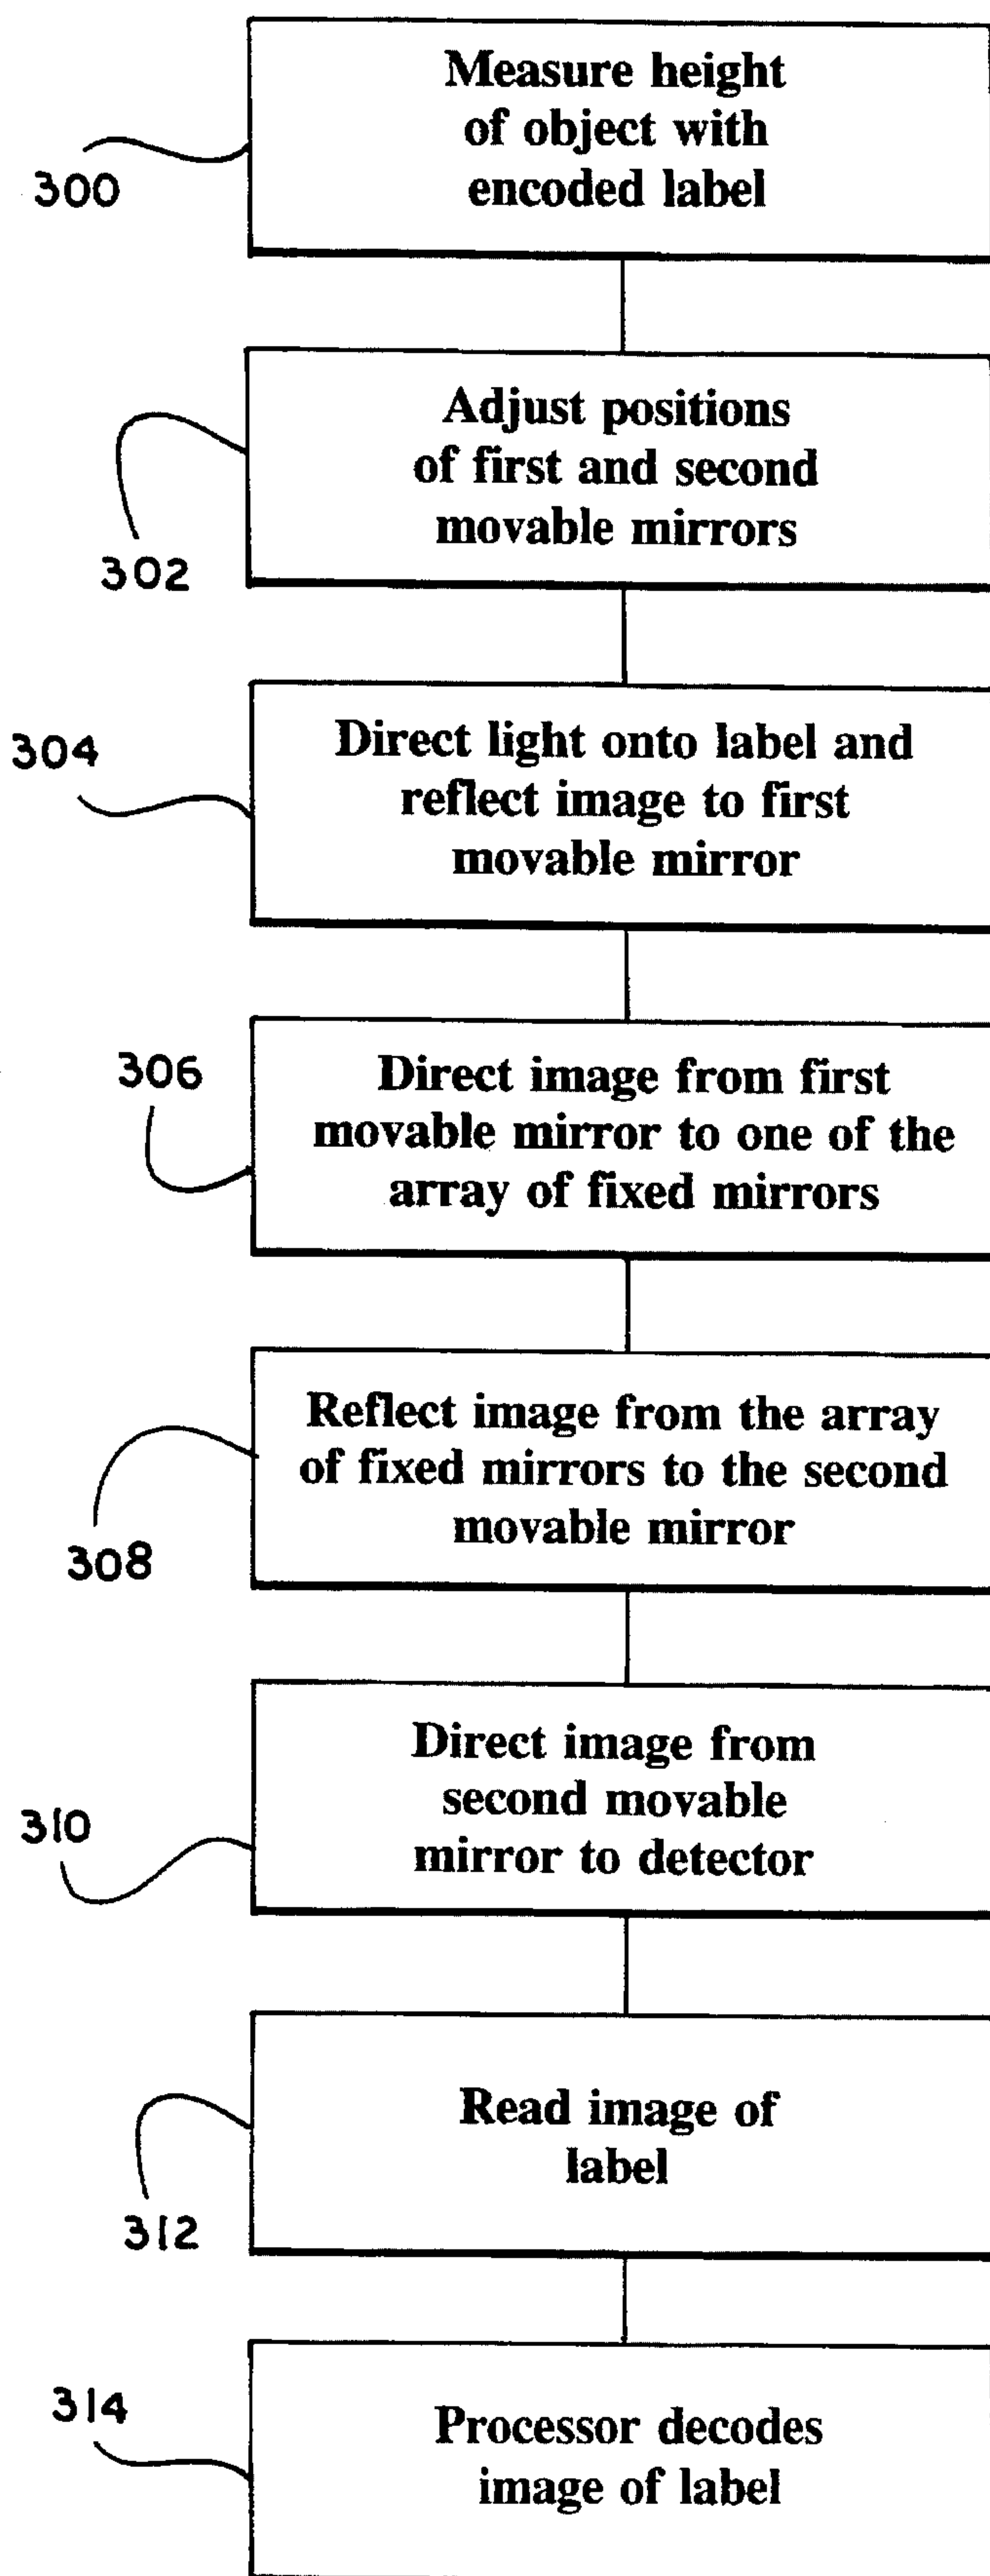 Measure height
of object with
encoded label
300
Adjust positions
of first and second
movable mirrors
302
304
Direct light onto label and
reflect image to first
movable mirror
306
Direct image from first
movable mirror to one of the
array of fixed mirrors
Reflect image from the array
of fixed mirrors to the second
movable mirror
308
Direct image from
second movable
mirror to detector
310
Read image of
label
312
314
Processor decodes
image of label